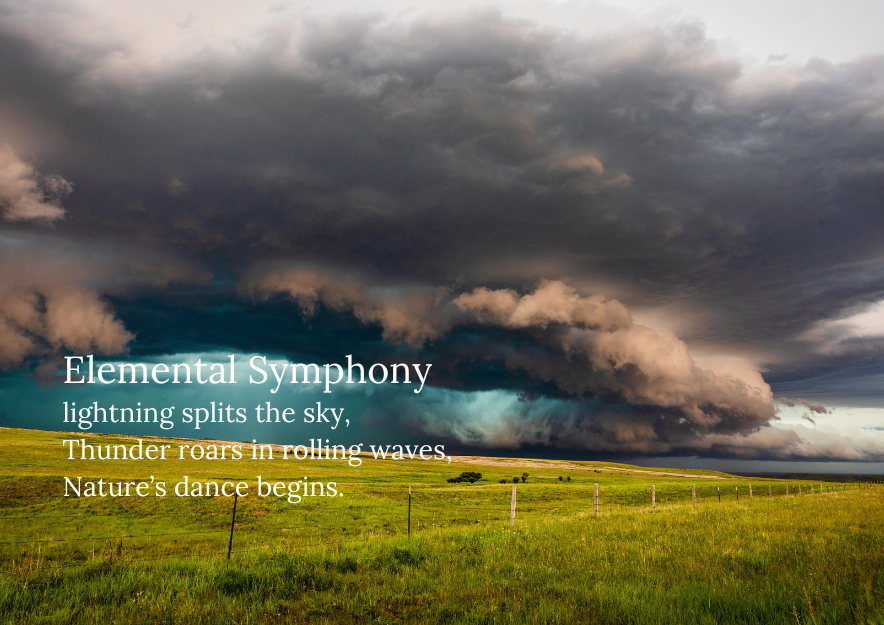 Elemental Symphony
lightning splits the sky,
Thunder roars in rolling waves,
Nature’s dance begins.